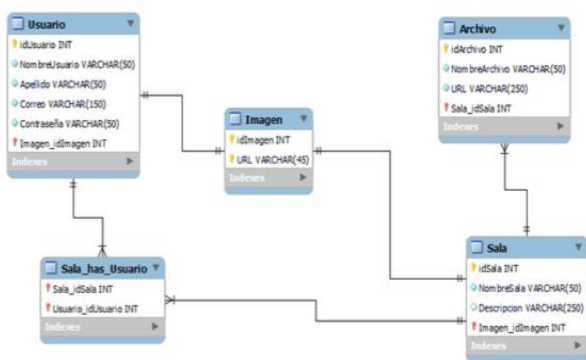 Usuario
idUsuario INT
NombreUsuario VARCHAR(50)
Apellido VARCHAR(50)
Correo VARCHAR(150)
Contraseña VARCHAR(50)
Imagen_idImagen INT
Indexes
Archivo
idArchivo INT
NombreArchivo VARCHAR(50)
URL VARCHAR(250)
Sala_idSala INT
Indexes
Imagen
idImagen INT
URL VARCHAR(45)
Indexes
Sala_has_Usuario
Sala_idSala INT
Usuario_idUsuario INT
Indexes
Sala
idSala INT
NombreSala VARCHAR(50)
Descripcion VARCHAR(250)
Imagen_idImagen INT
Indexes